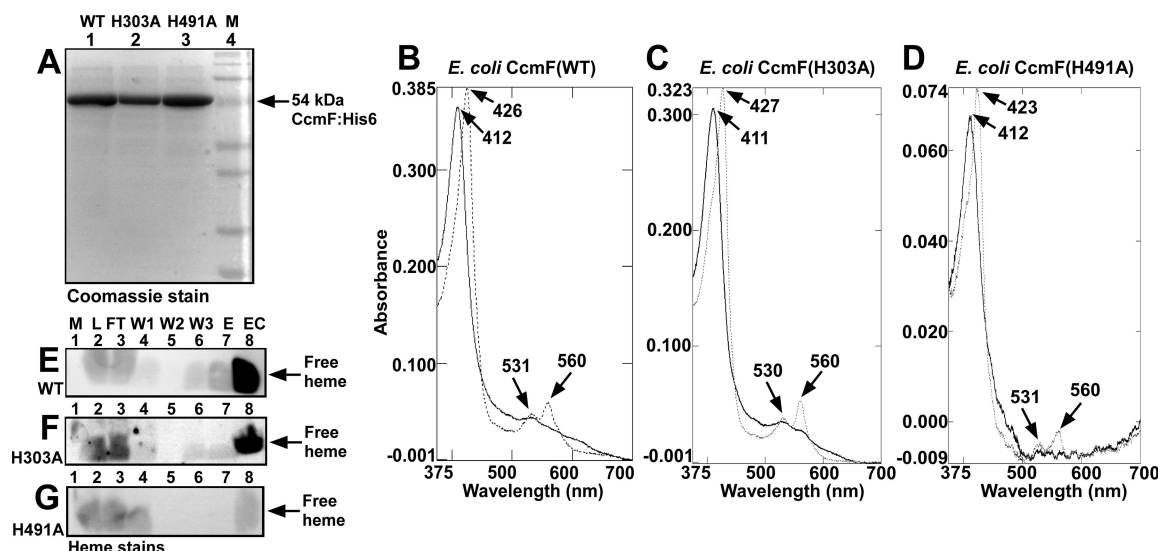 WT H303A H491A M
1 2 3 4
A
54 kDa
CcmF:His6
Coomassie stain
B
E. coli CcmF(WT)
0.385
0.300
0.200
0.100
-0.001
426
412
531
560
375
500
600
700
Wavelength (nm)
Absorbance
C
E. coli CcmF(H303A)
0.323
0.300
0.200
0.100
-0.001
427
411
530
560
375
500
600
700
Wavelength (nm)
D
E. coli CcmF(H491A)
0.074
0.060
0.040
0.020
0.000
-0.009
423
412
531
560
375
500
600
700
Wavelength (nm)
M L FT W1 W2 W3 E EC
1 2 3 4 5 6 7 8
E
WT
Free
heme
1 2 3 4 5 6 7 8
F
H303A
Free
heme
1 2 3 4 5 6 7 8
G
H491A
Free
heme
Heme stains